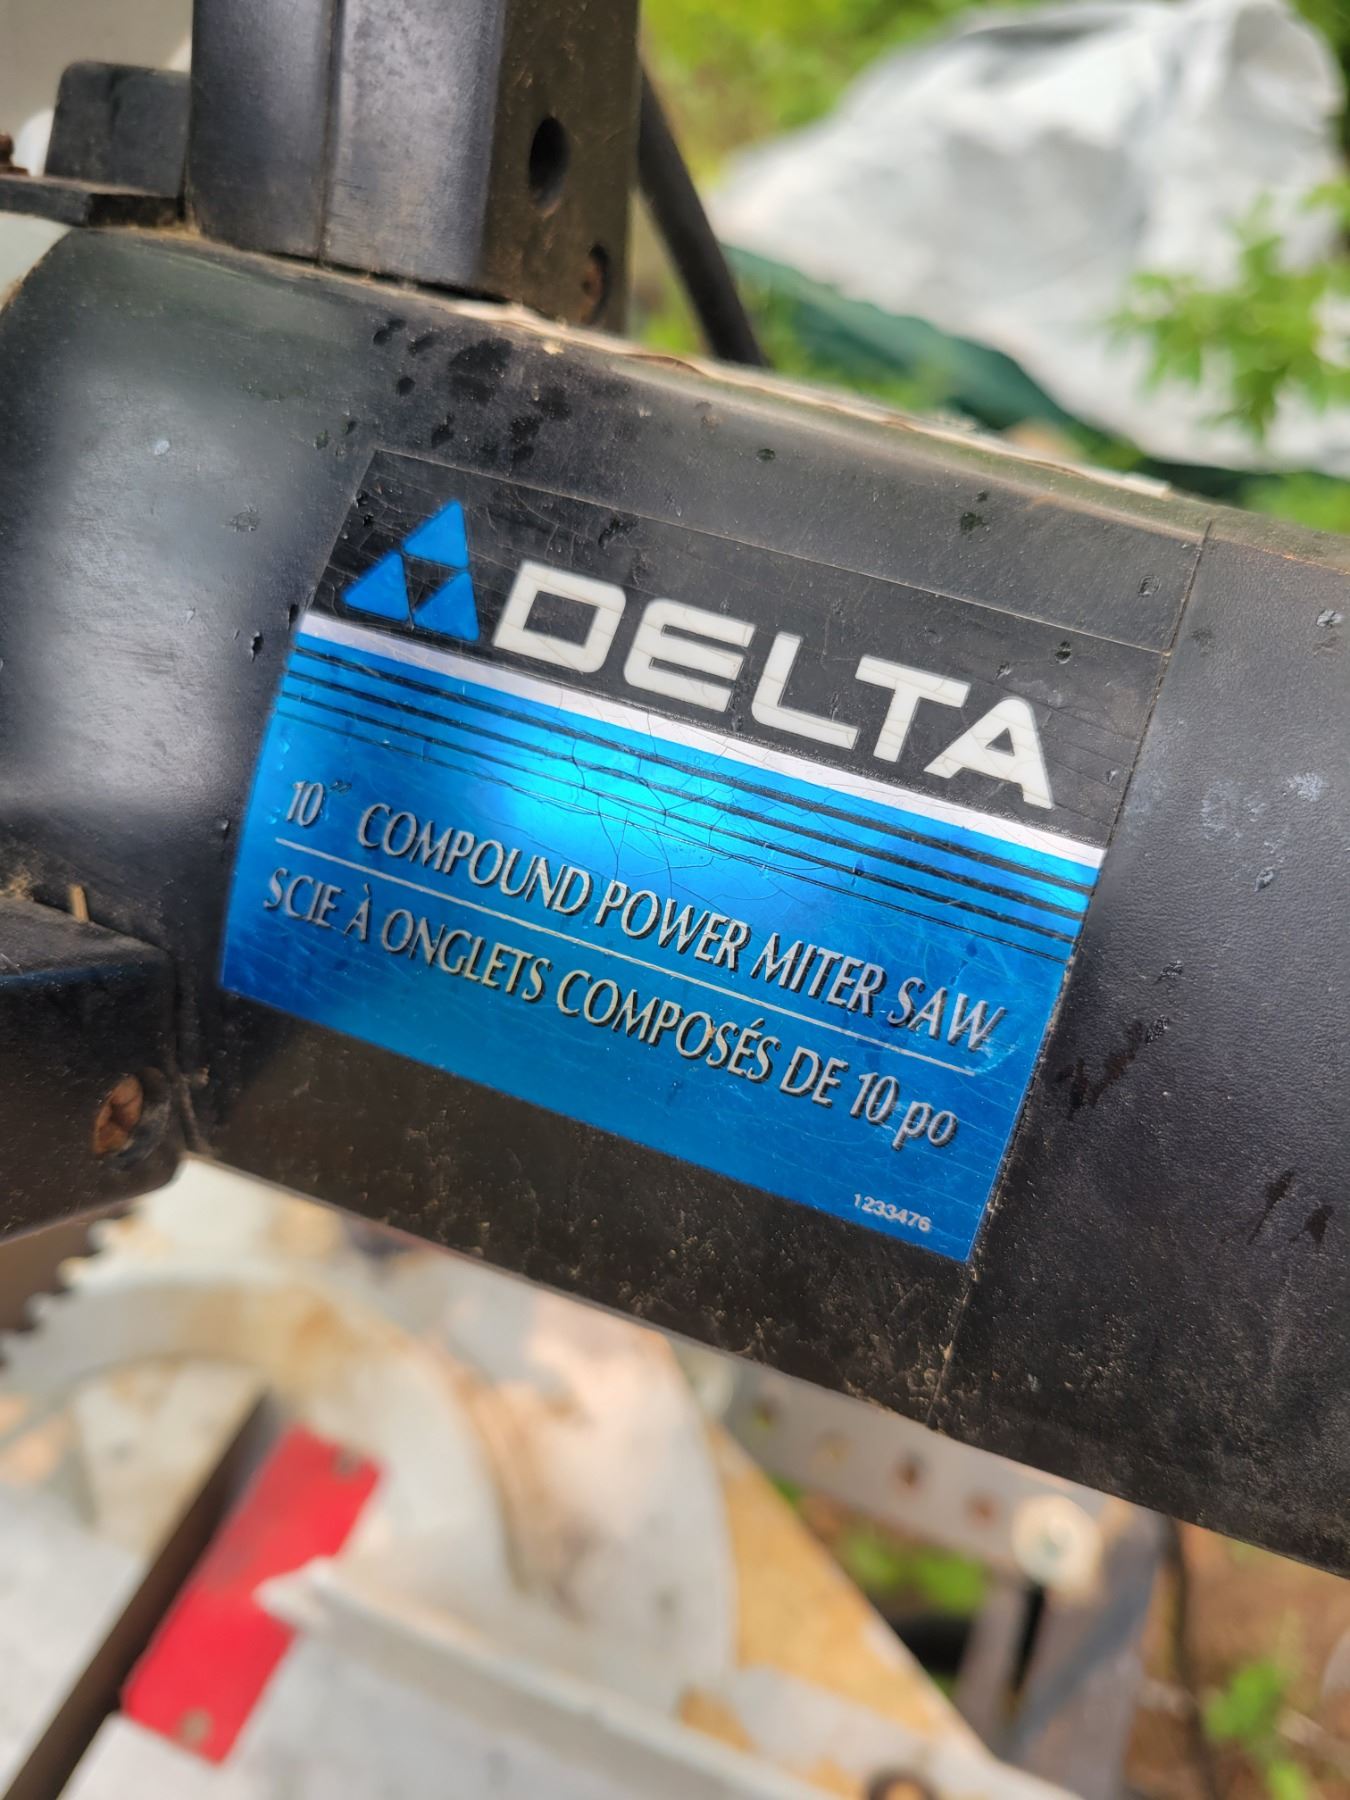 DELTA
10" COMPOUND POWER MITER SAW
SCIE À ONGLETS COMPOSÉS DE 10 po
1233476